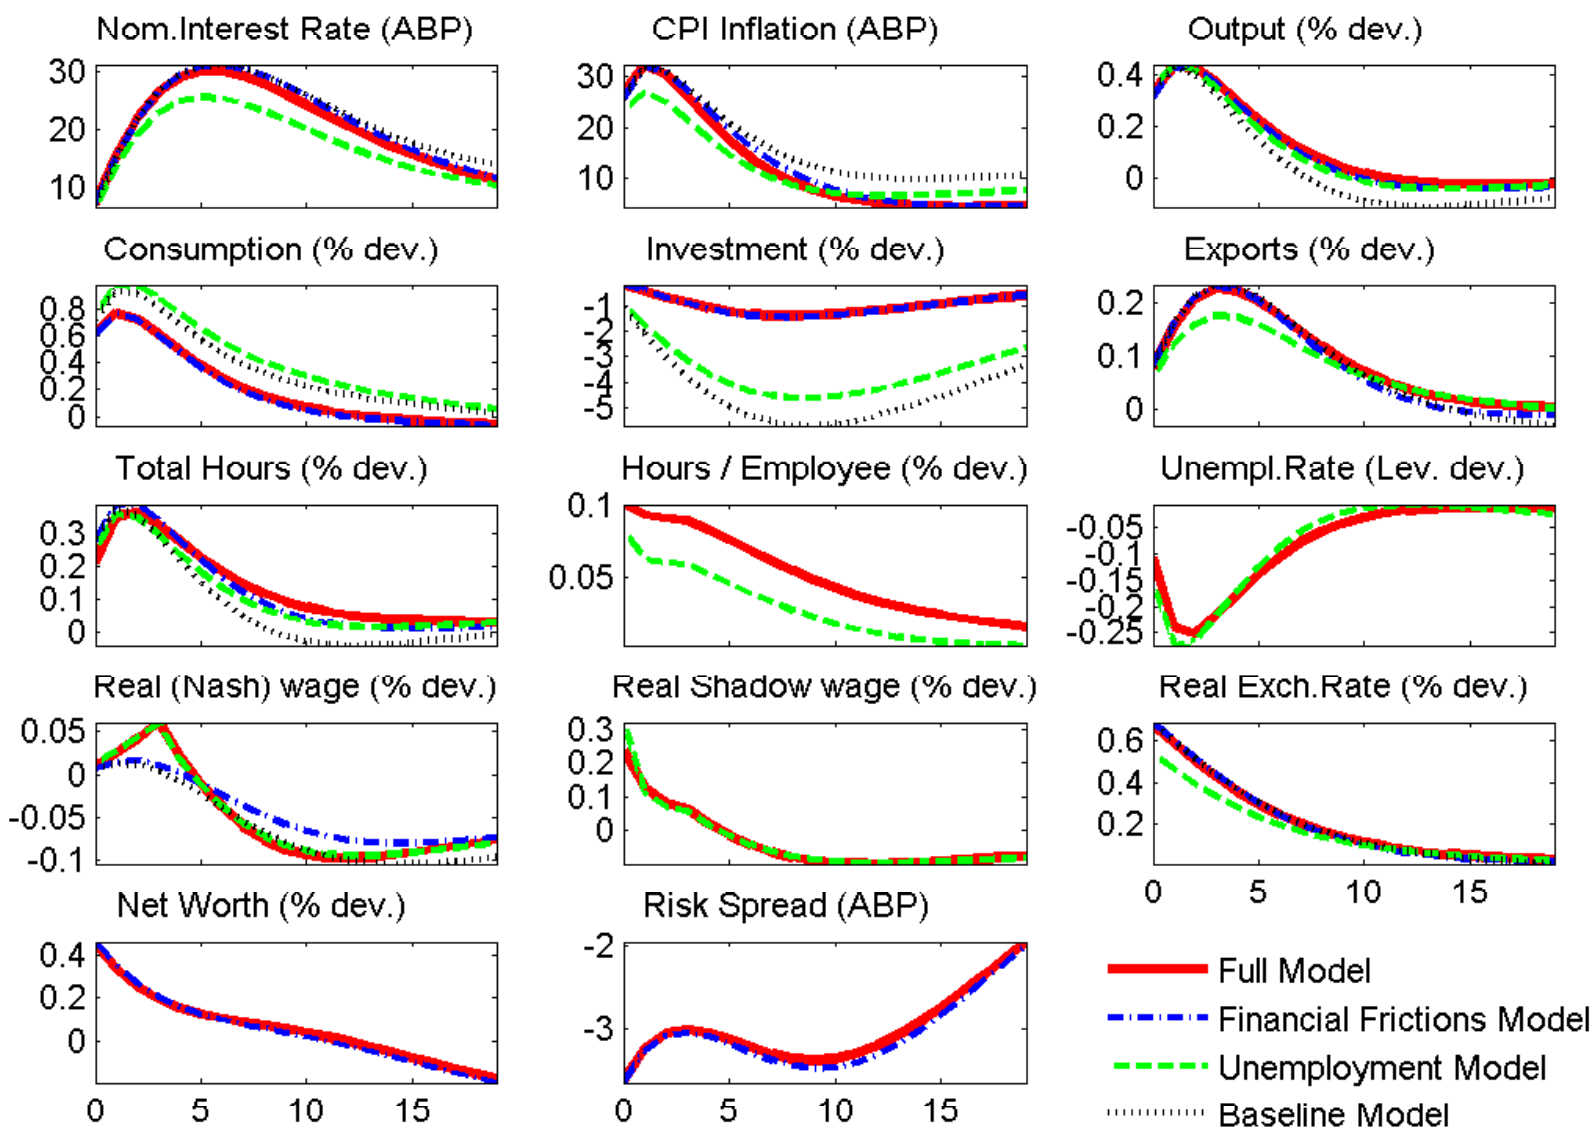 Nom.Interest Rate (ABP) CPI Inflation (ABP) Output (% dev.)
30 30 0.4
20 20 0.2
10 10 0
Consumption (% dev.) Investment (% dev.) Exports (% dev.)
0.8 -1 0.2
0.6 -2
0.4 -3 0.1
0.2 -4
0 -5 0
Total Hours (% dev.) Hours / Employee (% dev.) Unempl.Rate (Lev. dev.)
0.3 0.1 -0.05
0.2 0.05 -0.1
0.1 -0.15
0 -0.2
-0.25
Real (Nash) wage (% dev.) Real Shadow wage (% dev.) Real Exch.Rate (% dev.)
0.05 0.3 0.6
0 0.2 0.4
-0.05 0.1 0.2
-0.1 0
0 5 10 15
Net Worth (% dev.) Risk Spread (ABP)
0.4 -2
0.2 -3
0
0 5 10 15 0 5 10 15
Full Model
Financial Frictions Model
Unemployment Model
Baseline Model